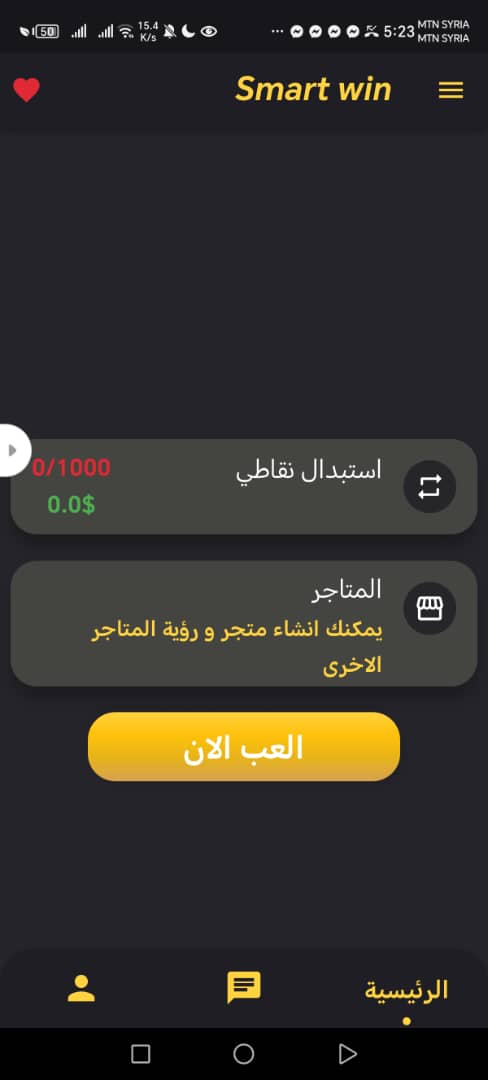 50
15.4
K/s
5:23
MTN SYRIA
MTN SYRIA
Smart win
استبدال نقاطي
0/1000
0.0$
المتاجر
يمكنك انشاء متجر و رؤية المتاجر
الاخرى
العب الان
الرئيسية